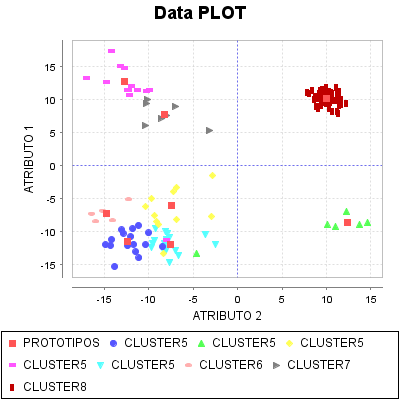 Data PLOT
ATRIBUTO 1
15
10
5
0
-5
-10
-15
-15 -10 -5 0 5 10 15
ATRIBUTO 2
PROTOTIPOS CLUSTER5 CLUSTER5 CLUSTER5
CLUSTER5 CLUSTER5 CLUSTER6 CLUSTER7
CLUSTER8